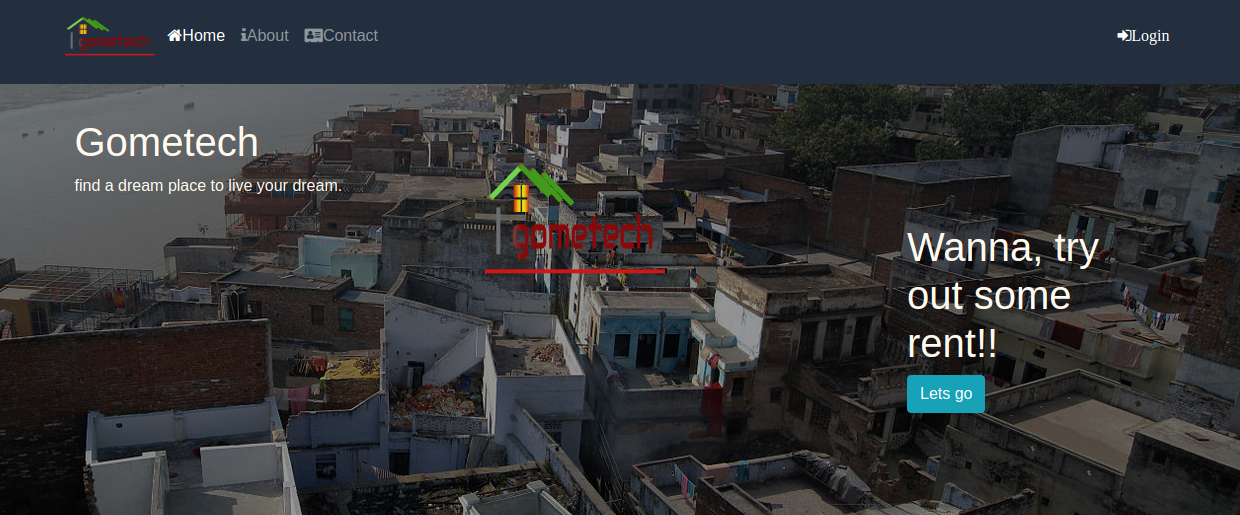 gometech
Home
About
Contact
Login
Gometech
find a dream place to live your dream.
gometech
Wanna, try
out some
rent!!
Lets go